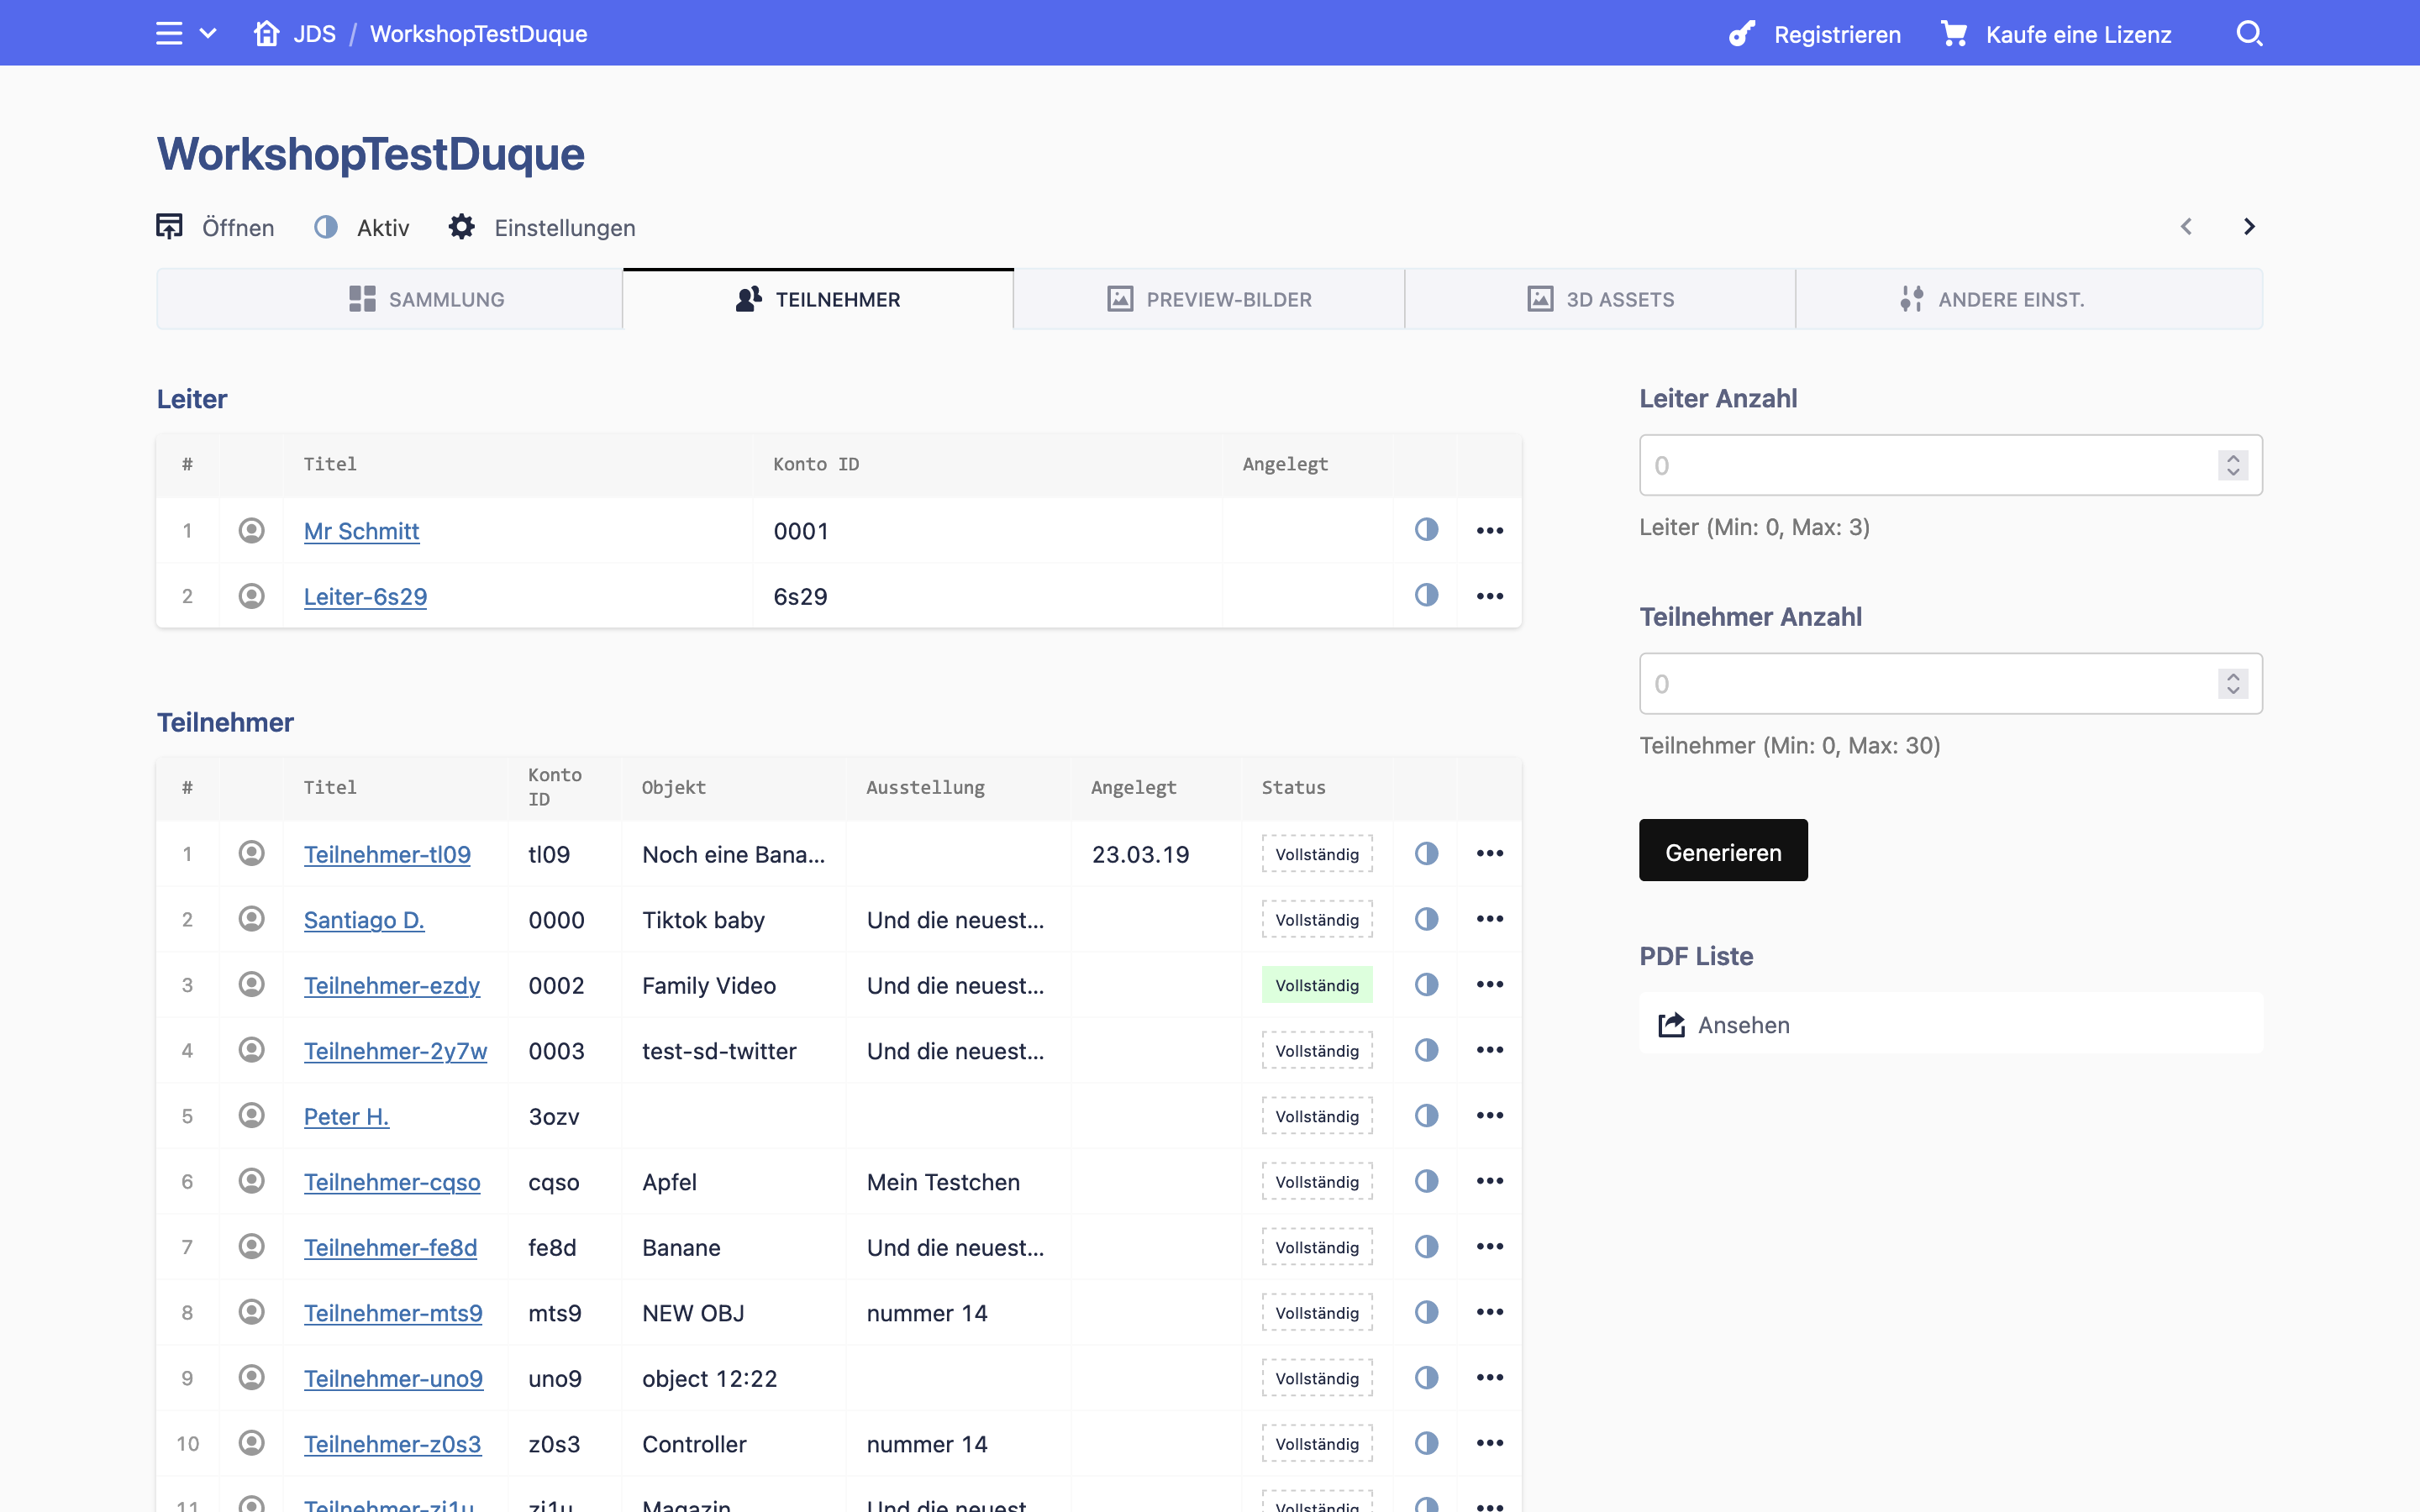 JDS / WorkshopTestDuque
Registrieren
Kaufe eine Lizenz
WorkshopTestDuque
Öffnen
Aktiv
Einstellungen
SAMMLUNG
TEILNEHMER
PREVIEW-BILDER
3D ASSETS
ANDERE EINST.
Leiter
# Titel Konto ID Angelegt
1 Mr Schmitt 0001
2 Leiter-6s29 6s29
Teilnehmer
# Titel Konto ID Objekt Ausstellung Angelegt Status
1 Teilnehmer-tl09 tl09 Noch eine Bana... 23.03.19 Vollständig
2 Santiago D. 0000 Tiktok baby Und die neuest... Vollständig
3 Teilnehmer-ezdy 0002 Family Video Und die neuest... Vollständig
4 Teilnehmer-2y7w 0003 test-sd-twitter Und die neuest... Vollständig
5 Peter H. 3ozv Vollständig
6 Teilnehmer-cqso cqso Apfel Mein Testchen Vollständig
7 Teilnehmer-fe8d fe8d Banane Und die neuest... Vollständig
8 Teilnehmer-mts9 mts9 NEW OBJ nummer 14 Vollständig
9 Teilnehmer-uno9 uno9 object 12:22 Vollständig
10 Teilnehmer-z0s3 z0s3 Controller nummer 14 Vollständig
11 Magazin Und die neuest... Vollständig
Leiter Anzahl
0
Leiter (Min: 0, Max: 3)
Teilnehmer Anzahl
0
Teilnehmer (Min: 0, Max: 30)
Generieren
PDF Liste
Ansehen